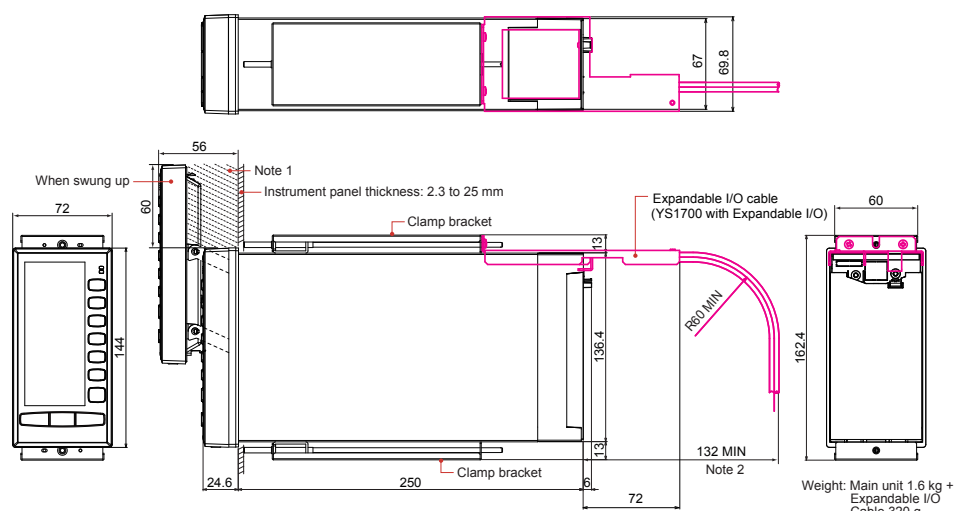 67
69.8
56
Note 1
When swung up
Instrument panel thickness: 2.3 to 25 mm
Expandable I/O cable
(YS1700 with Expandable I/O)
60
72
60
Clamp bracket
13
R60 MIN
144
136.4
162.4
13
132 MIN
Note 2
Clamp bracket
24.6
250
6
72
Weight: Main unit 1.6 kg +
Expandable I/O
Cable 320 g